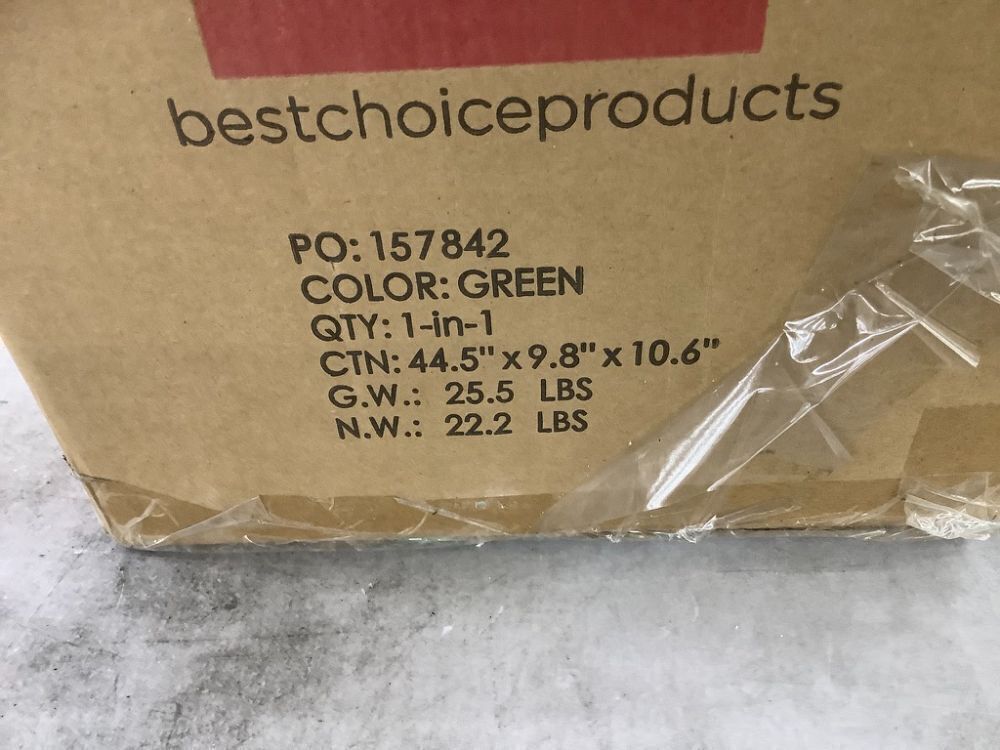 bestchoiceproducts
PO: 157842
COLOR: GREEN
QTY: 1-in-1
CTN: 44.5" x 9.8" x 10.6"
G.W.: 25.5 LBS
N.W.: 22.2 LBS